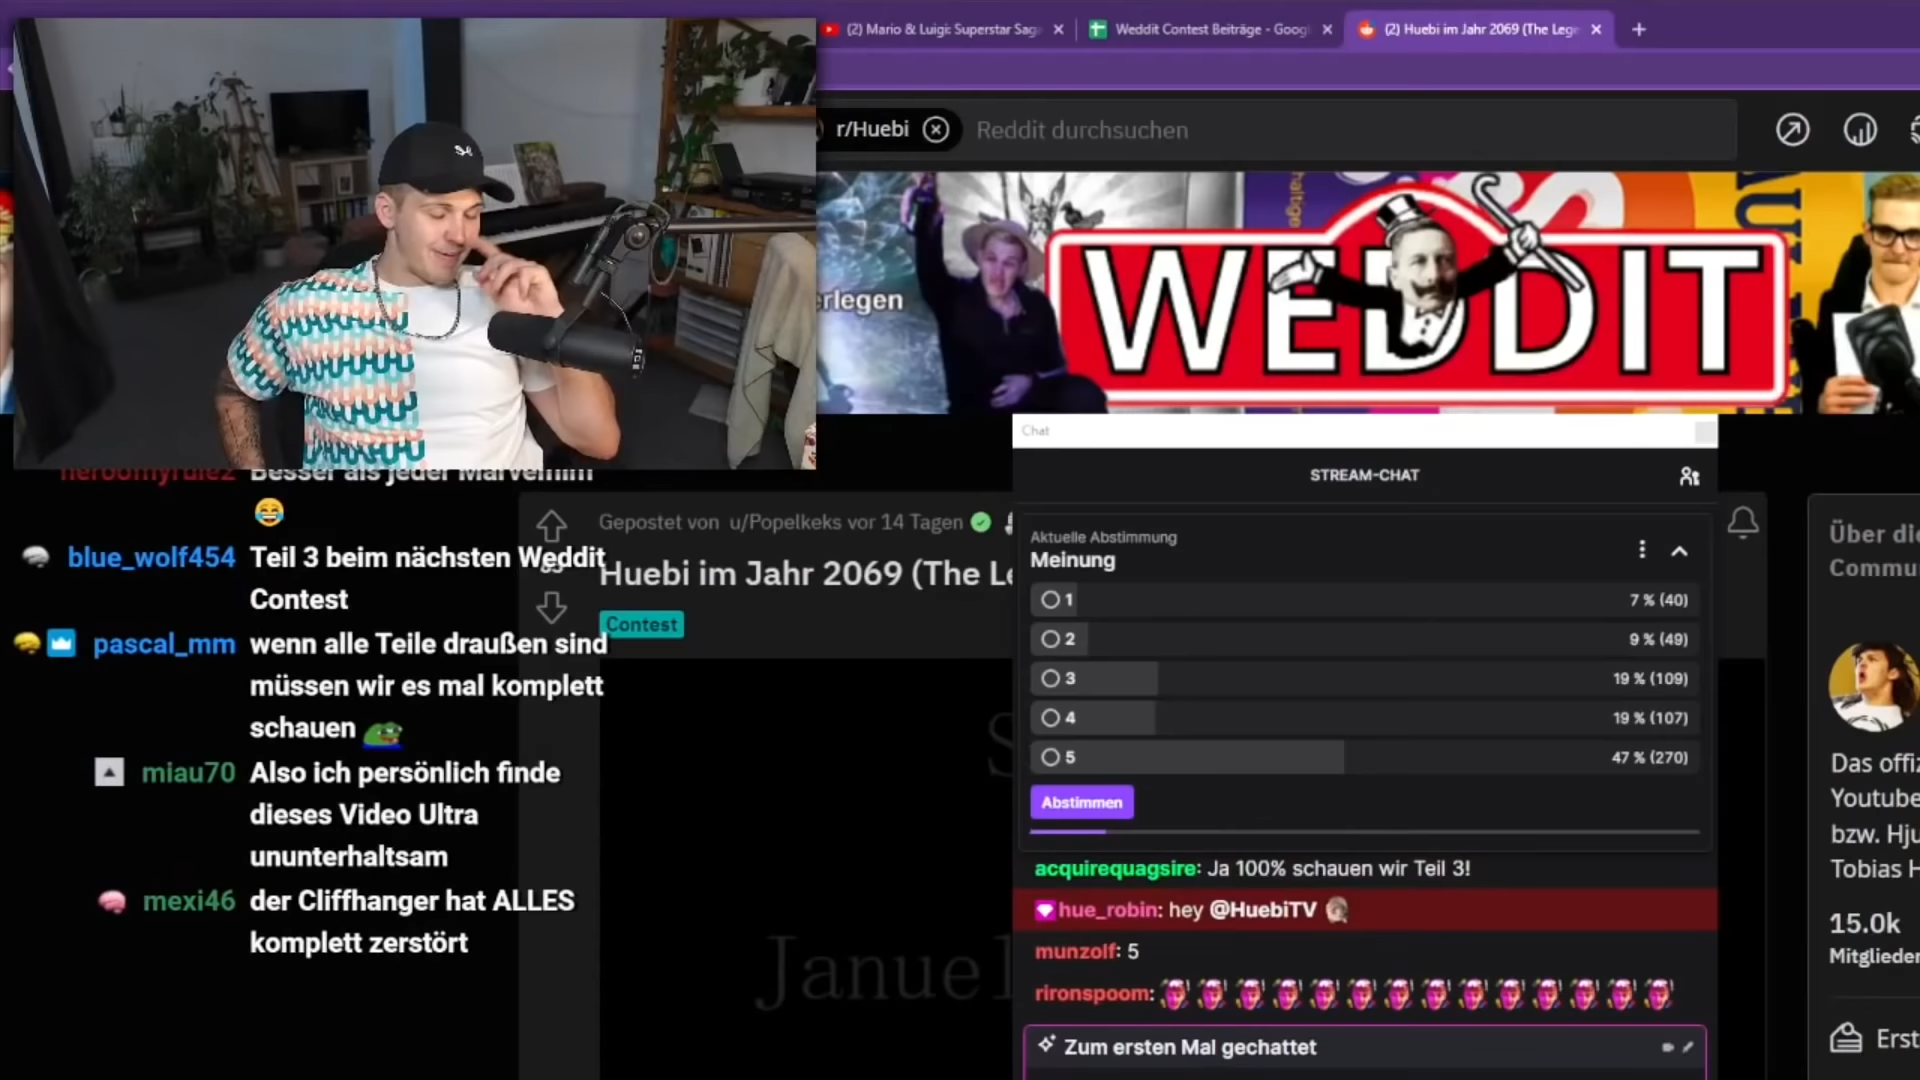 (2) Mario & Luigi: Superstar Sag
Weddit Contest Beiträge - Googl
(2) Huebi im Jahr 2069 (The Lege
r/Huebi
Reddit durchsuchen
erlegen
WEDDIT
Chat
STREAM-CHAT
Aktuelle Abstimmung
Meinung
1 7 % (40)
2 9 % (49)
3 19 % (109)
4 19 % (107)
5 47 % (270)
Abstimmen
acquirequagsire: Ja 100% schauen wir Teil 3!
hue_robin: hey @HuebiTV
munzolf: 5
rironspoom:
Zum ersten Mal gechattet
Besser als jeder Marvelfilm
blue_wolf454 Teil 3 beim nächsten Weddit
Contest
pascal_mm wenn alle Teile draußen sind
müssen wir es mal komplett
schauen
miau70 Also ich persönlich finde
dieses Video Ultra
ununterhaltsam
mexi46 der Cliffhanger hat ALLES
komplett zerstört
Gepostet von u/Popelkeks vor 14 Tagen
Huebi im Jahr 2069 (The Le
Contest
S
Januel
Über die
Commu
Das offiz
Youtube
bzw. Hju
Tobias H
15.0k
Mitglieder
Erst